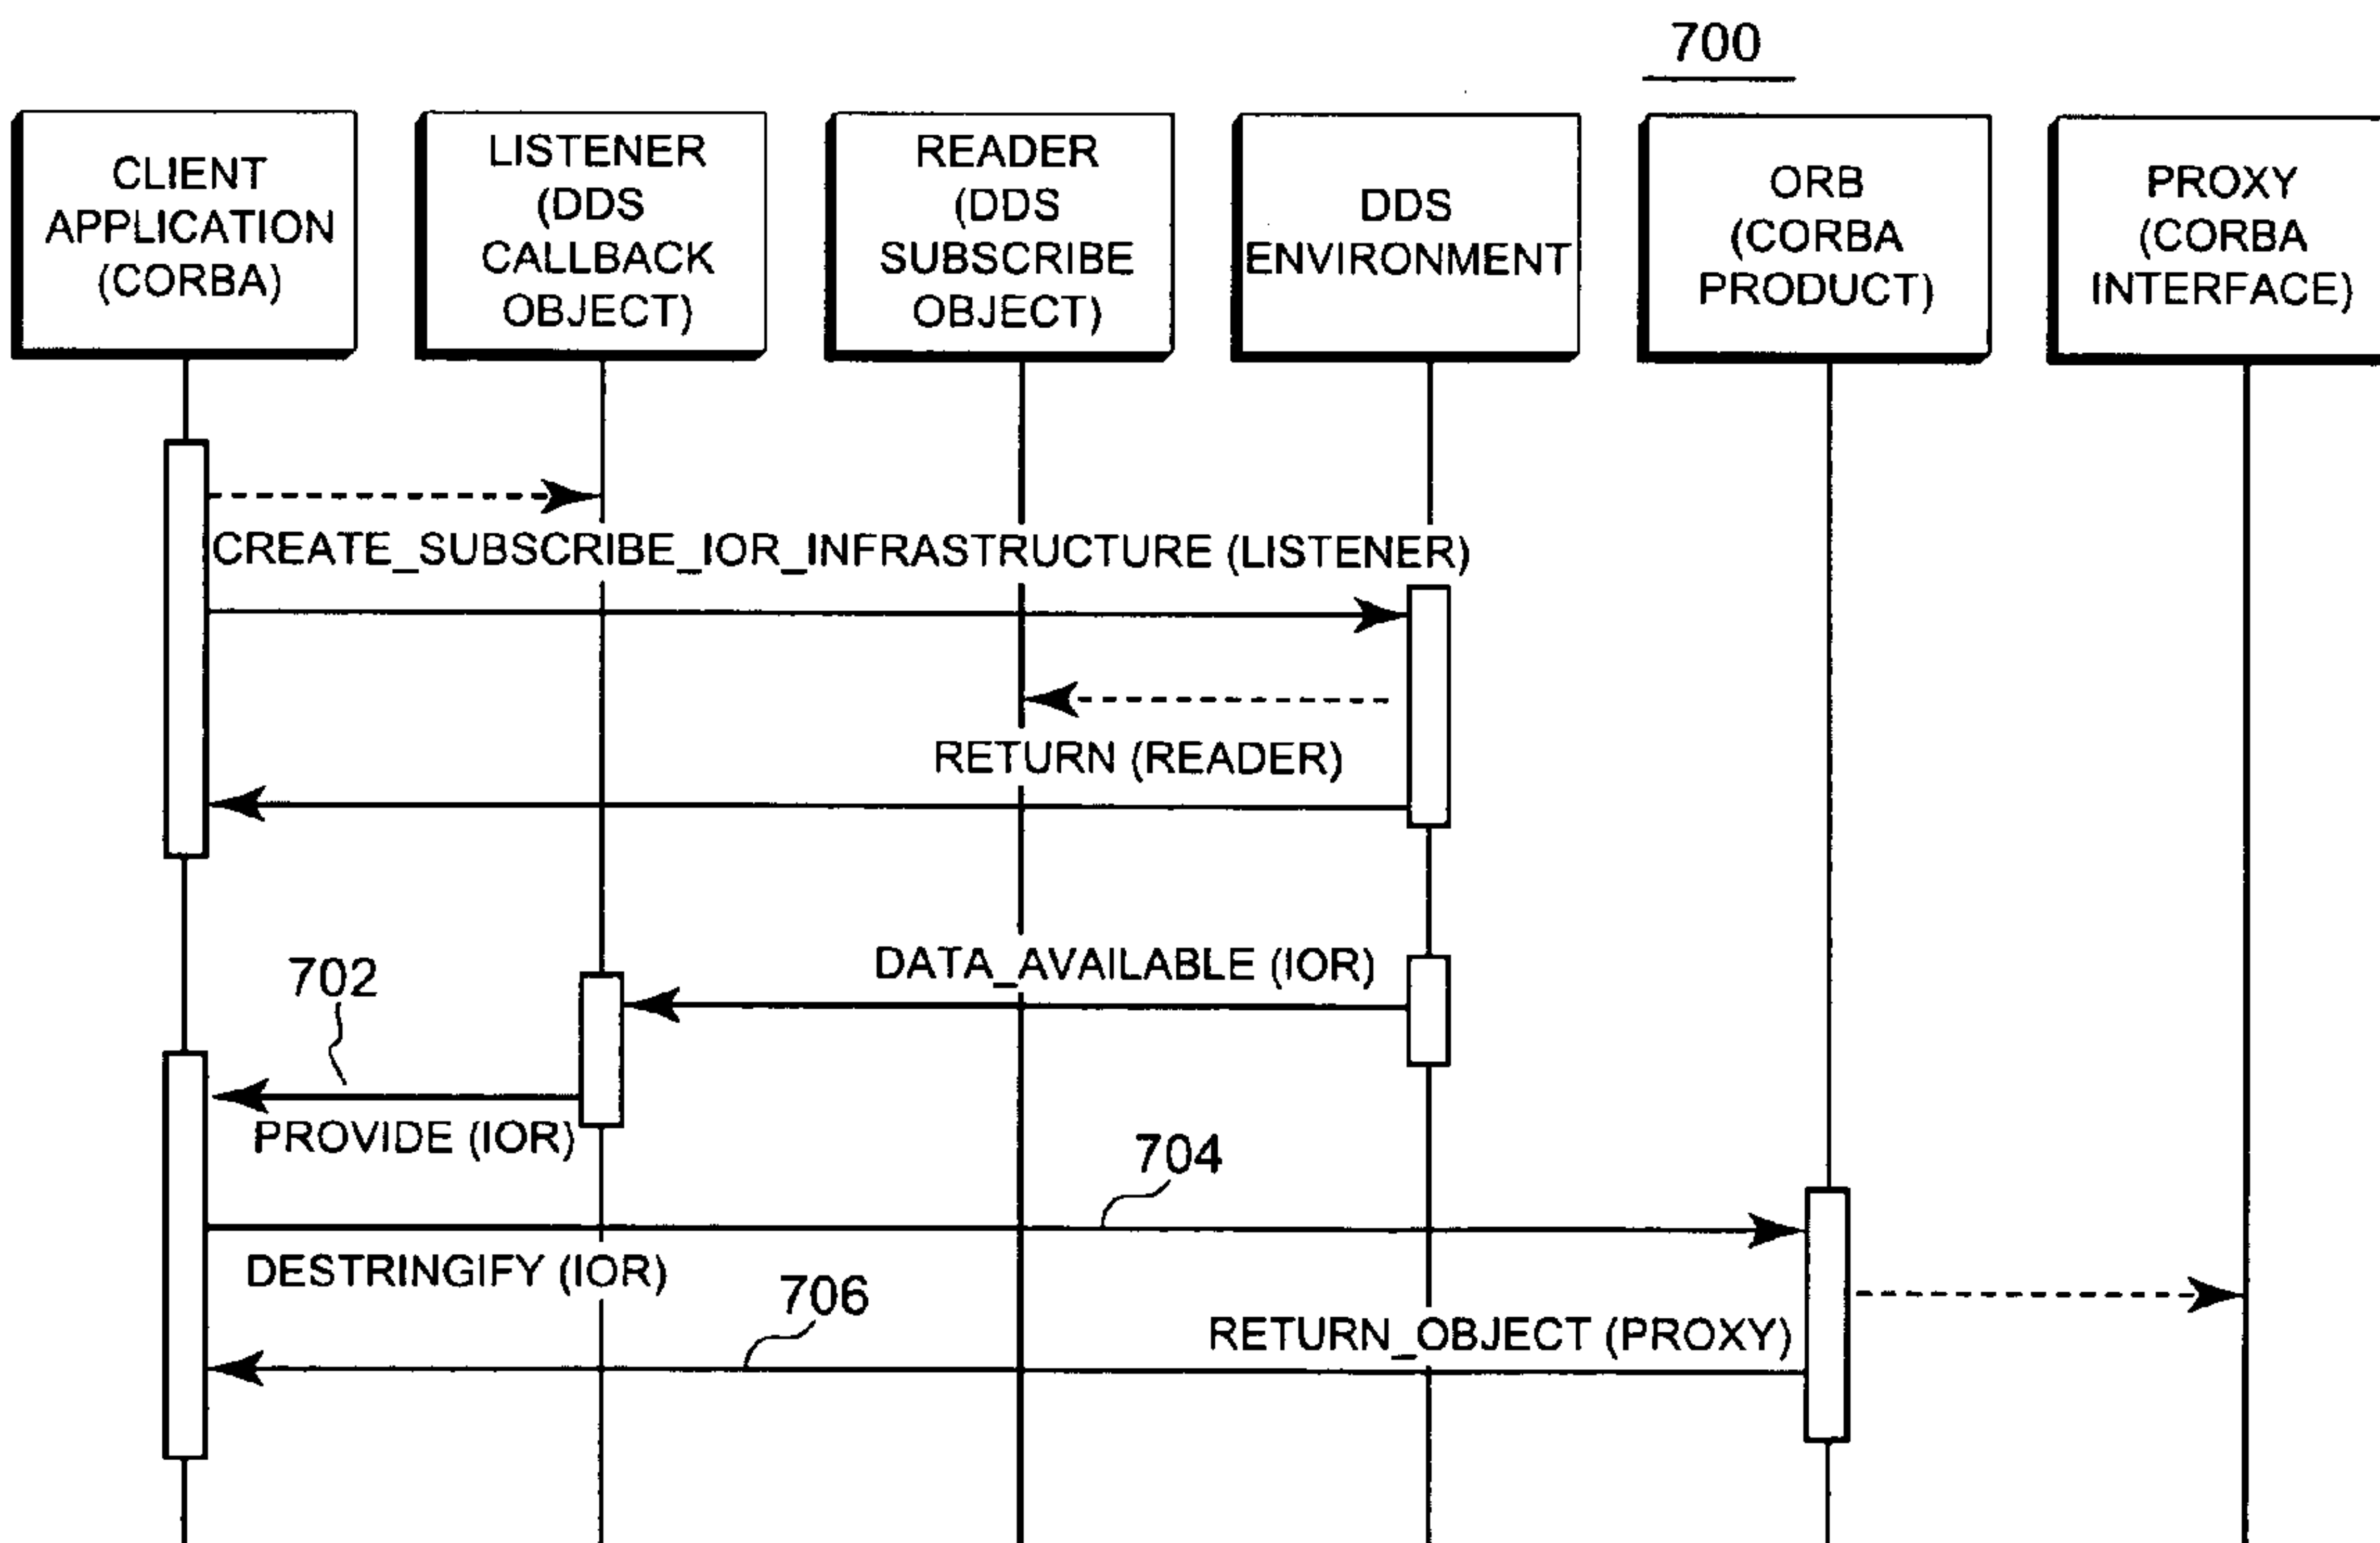 700
CLIENT
APPLICATION
(CORBA)
LISTENER
(DDS
CALLBACK
OBJECT)
READER
(DDS
SUBSCRIBE
OBJECT)
DDS
ENVIRONMENT
ORB
(CORBA
PRODUCT)
PROXY
(CORBA
INTERFACE)
CREATE_SUBSCRIBE_IOR_INFRASTRUCTURE (LISTENER)
RETURN (READER)
DATA_AVAILABLE (IOR)
702
PROVIDE (IOR)
704
DESTRINGIFY (IOR)
706
RETURN_OBJECT (PROXY)